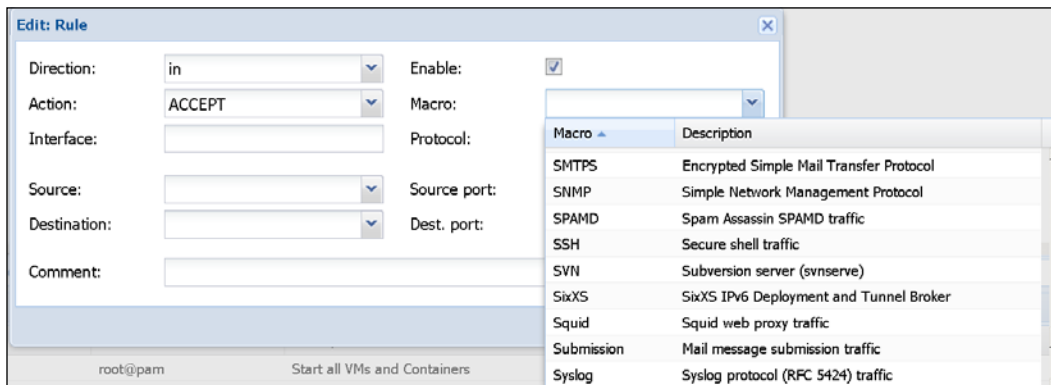 Edit: Rule
Direction: in Enable:
Action: ACCEPT Macro:
Interface: Protocol:
Source: Source port:
Destination: Dest. port:
Comment:
Macro Description
SMTPS Encrypted Simple Mail Transfer Protocol
SNMP Simple Network Management Protocol
SPAMD Spam Assassin SPAMD traffic
SSH Secure shell traffic
SVN Subversion server (svnserve)
SixXS SixXS IPv6 Deployment and Tunnel Broker
Squid Squid web proxy traffic
Submission Mail message submission traffic
Syslog Syslog protocol (RFC 5424) traffic
root@pam Start all VMs and Containers